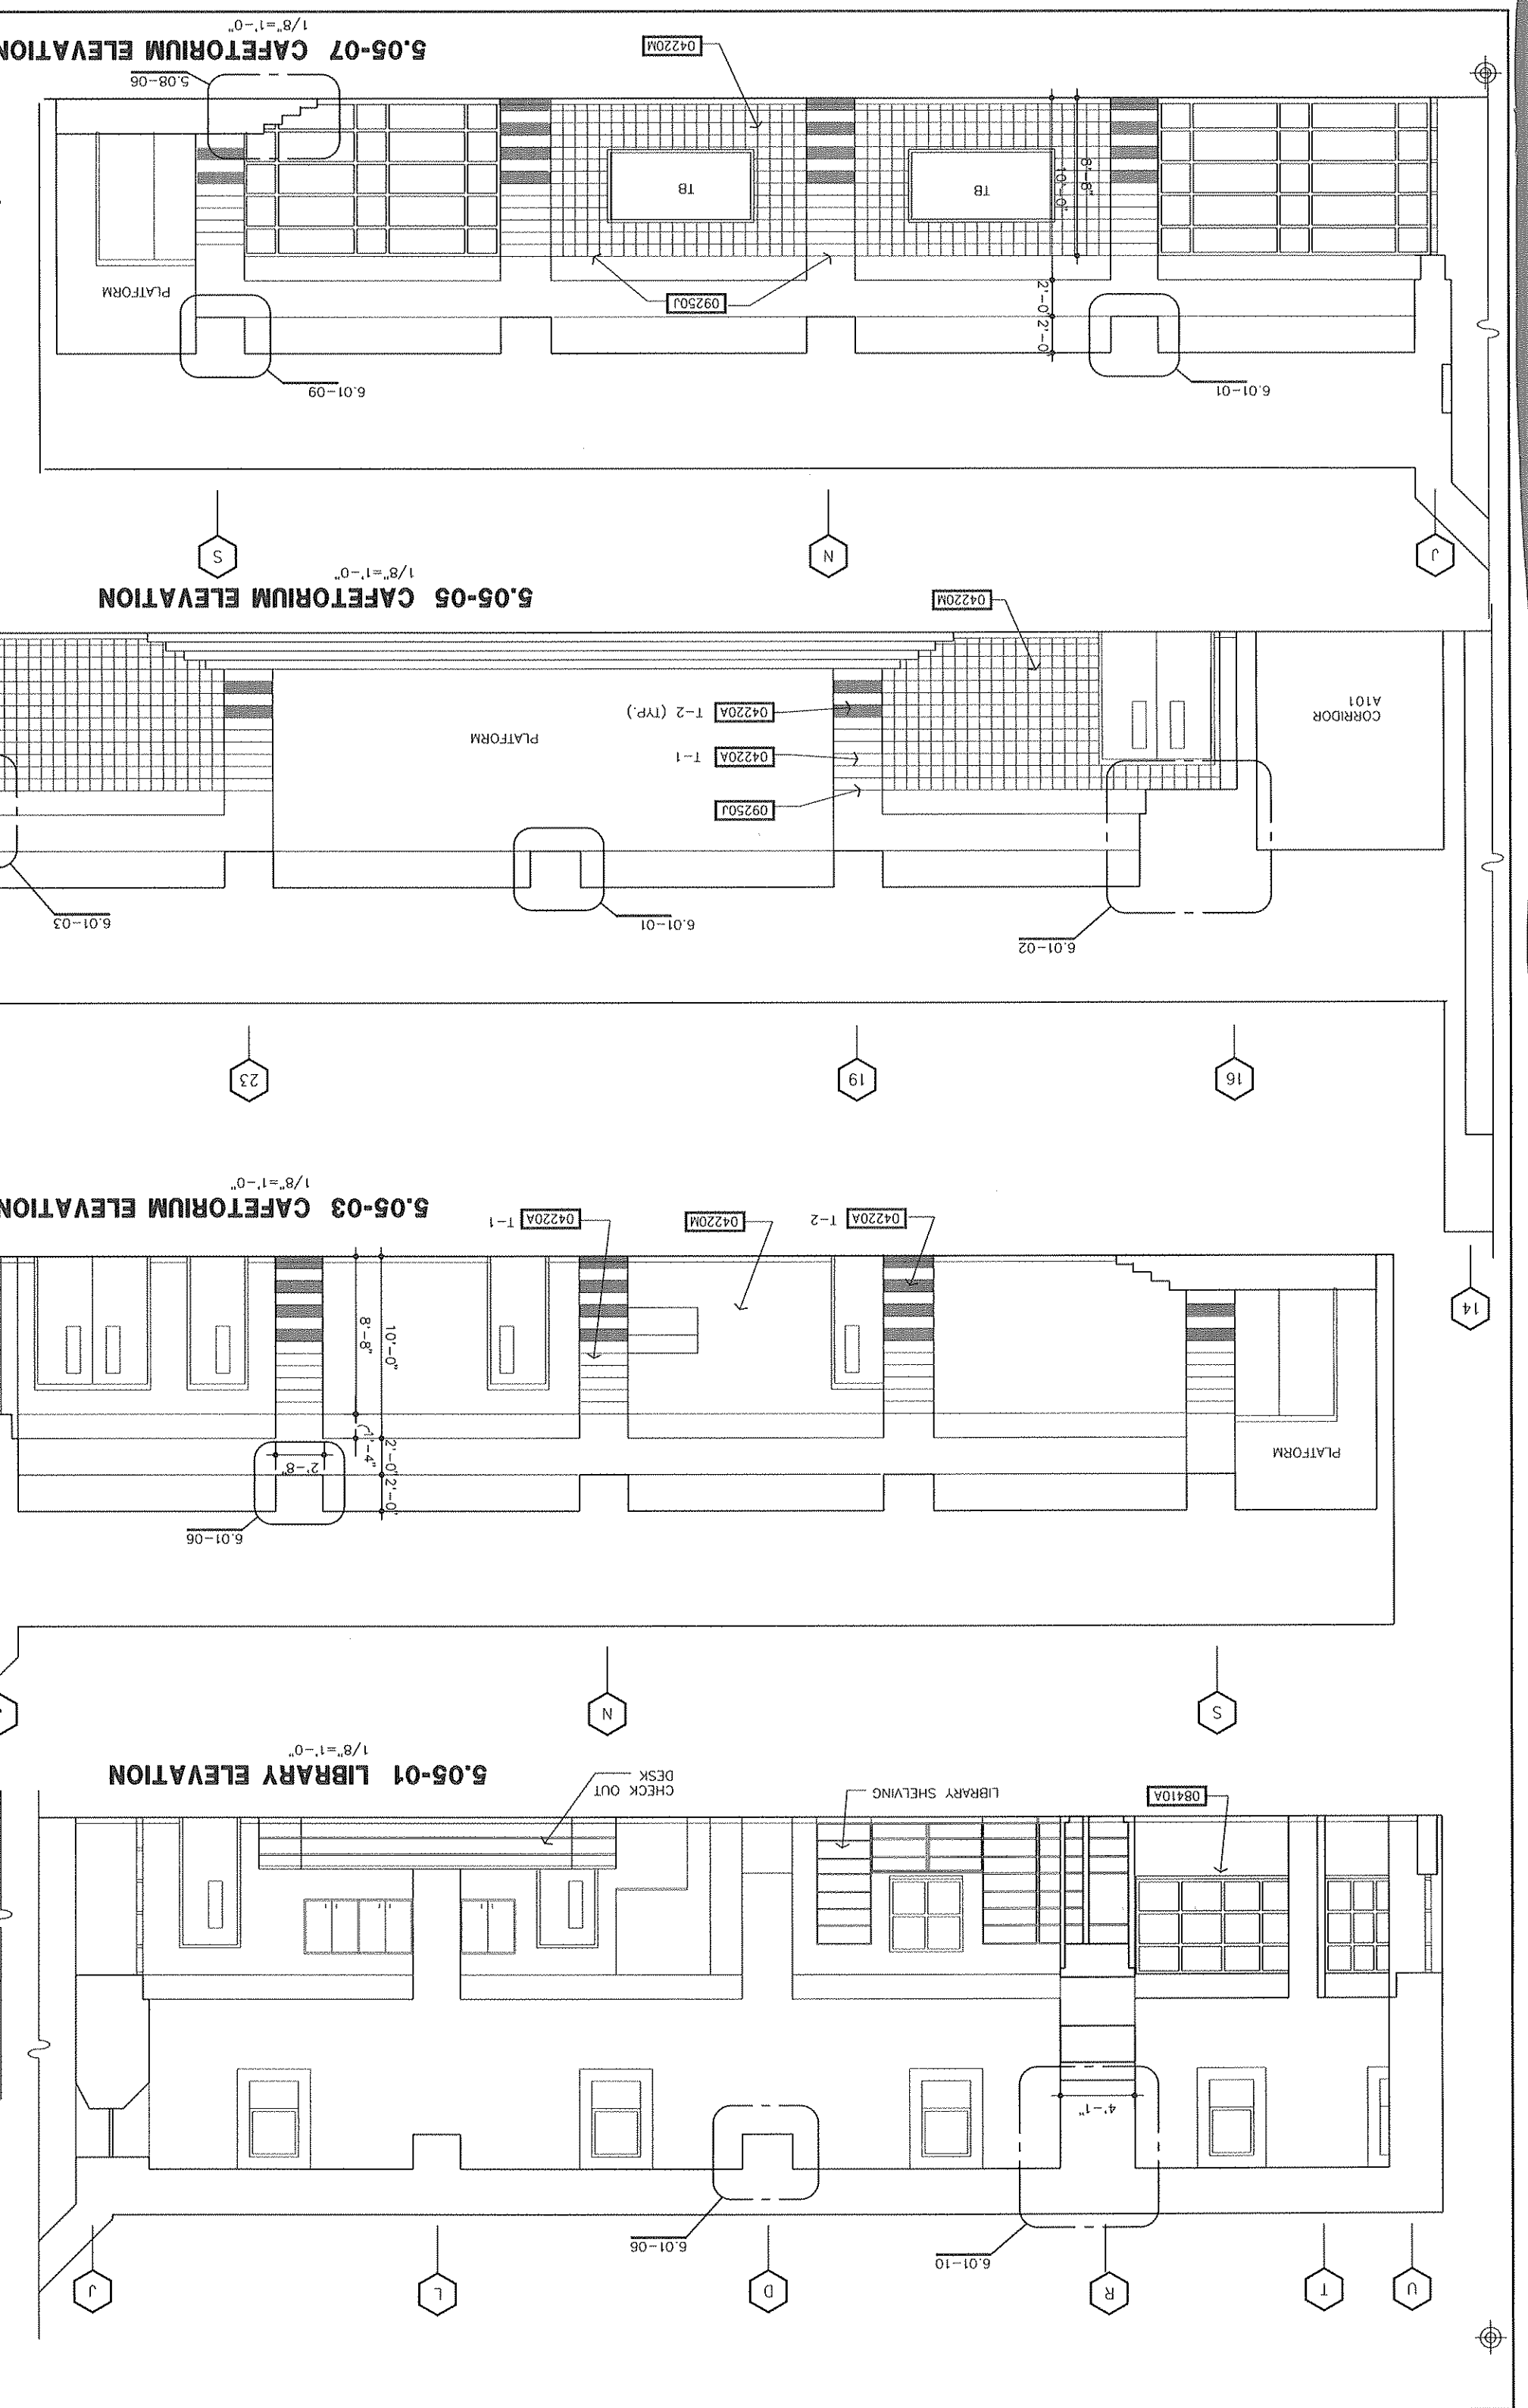 U
T
R
D
L
J
6.01-10
6.01-06
4'-1"
08410A
LIBRARY SHELVING
CHECK OUT
DESK
5.05-01 LIBRARY ELEVATION
1/8"=1'-0"
S
N
6.01-06
2'-0"
2'-0"
2'-8"
1'-4"
PLATFORM
10'-0"
8'-8"
04220A T-2
04220M
04220A T-1
5.05-03 CAFETORIUM ELEVATION
1/8"=1'-0"
14
16
19
23
6.01-02
6.01-01
6.01-03
09250J
04220A T-1
PLATFORM
CORRIDOR
A101
04220A T-2 (TYP.)
04220M
5.05-05 CAFETORIUM ELEVATION
1/8"=1'-0"
J
N
S
6.01-01
6.01-09
2'-0"
2'-0"
09250J
PLATFORM
TB
TB
10'-0"
8'-8"
5.08-06
04220M
5.05-07 CAFETORIUM ELEVATION
1/8"=1'-0"